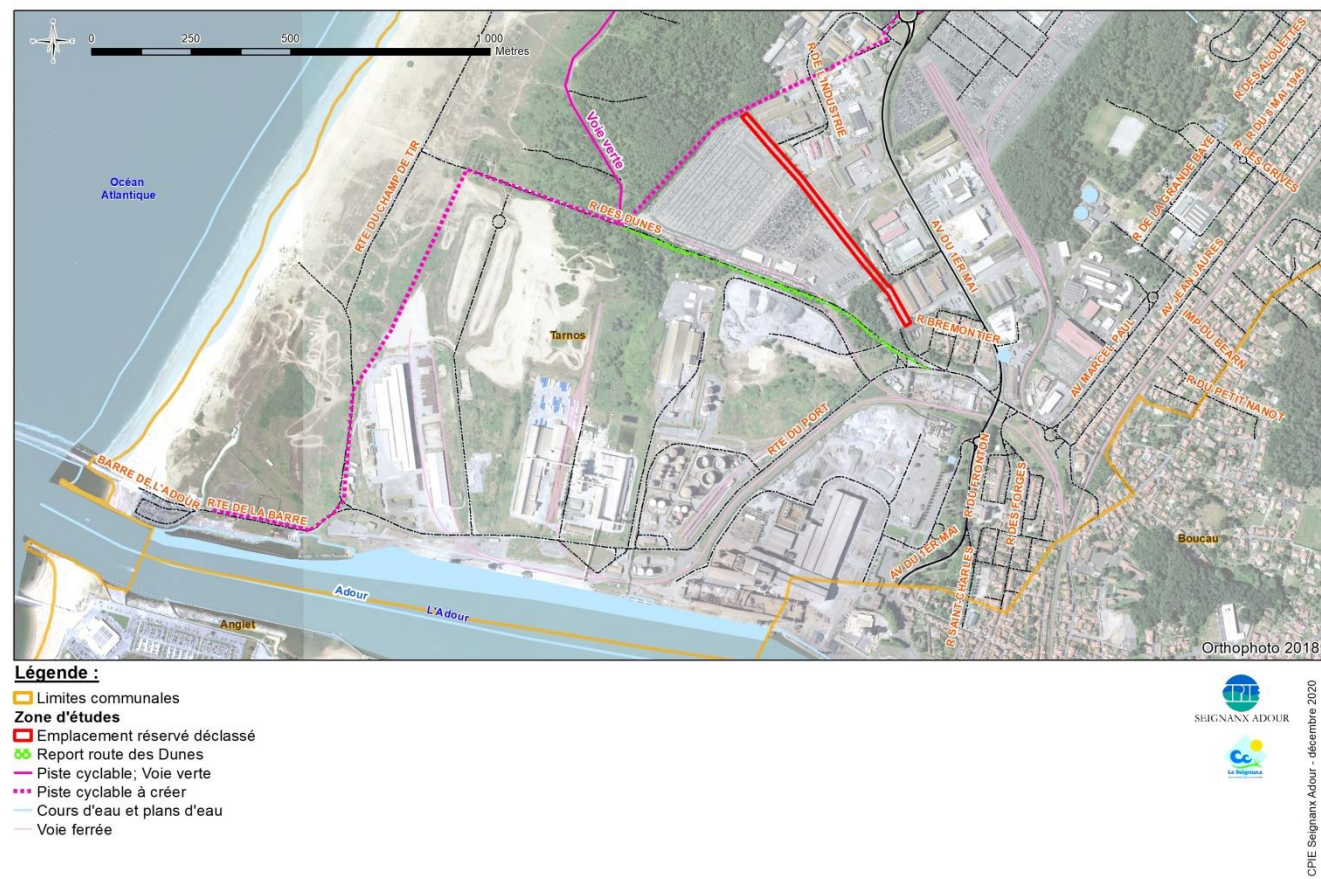 0 250 500 1 000
Mètres
N
Océan
Atlantique
RTE DU CHAMP DE TIR
Voie verte
R DES DUNES
R DE L'INDUSTRIE
AV DU 1ER MAI
R BREMONTIER
R DES ALOUETTES
R DU 8 MAI 1945
R DES GRIVES
R DE LA GRANDE BAYE
AV JEAN JAURES
AV MARCEL PAUL
IMP DU BEARN
R DU PETIT NANOT
Tarnos
RTE DU PORT
BARRE DE L'ADOUR
RTE DE LA BARRE
R DU FRONTON
R DES FORGES
AV DU 1ER MAI
R SAINT-CHARLES
Boucau
Adour
L'Adour
Anglet
Orthophoto 2018
Légende :
Limites communales
Zone d'études
Emplacement réservé déclassé
Report route des Dunes
Piste cyclable; Voie verte
Piste cyclable à créer
Cours d'eau et plans d'eau
Voie ferrée
CPIE
SEIGNANX ADOUR
Le Seignanx
CPIE Seignanx Adour - décembre 2020